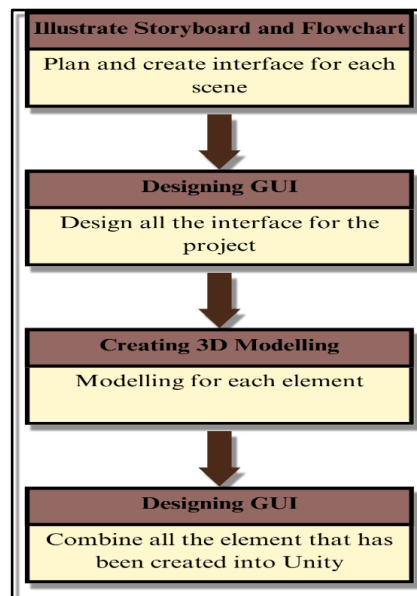 Illustrate Storyboard and Flowchart
Plan and create interface for each
scene
Designing GUI
Design all the interface for the
project
Creating 3D Modelling
Modelling for each element
Designing GUI
Combine all the element that has
been created into Unity